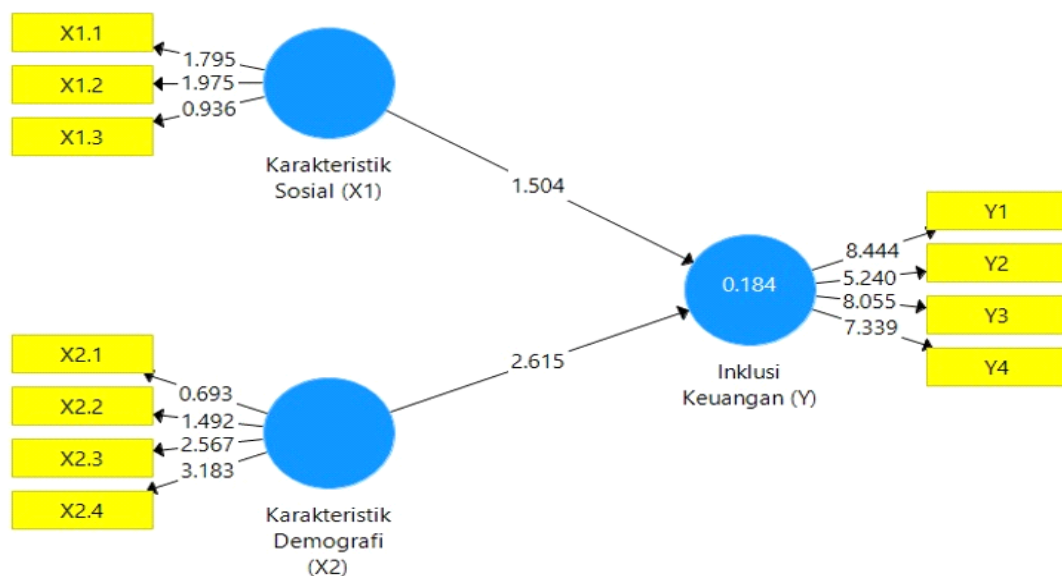 X1.1
X1.2
X1.3
1.795
1.975
0.936
Karakteristik
Sosial (X1)
1.504
X2.1
X2.2
X2.3
X2.4
0.693
1.492
2.567
3.183
Karakteristik
Demografi
(X2)
2.615
0.184
Inklusi
Keuangan (Y)
8.444
5.240
8.055
7.339
Y1
Y2
Y3
Y4